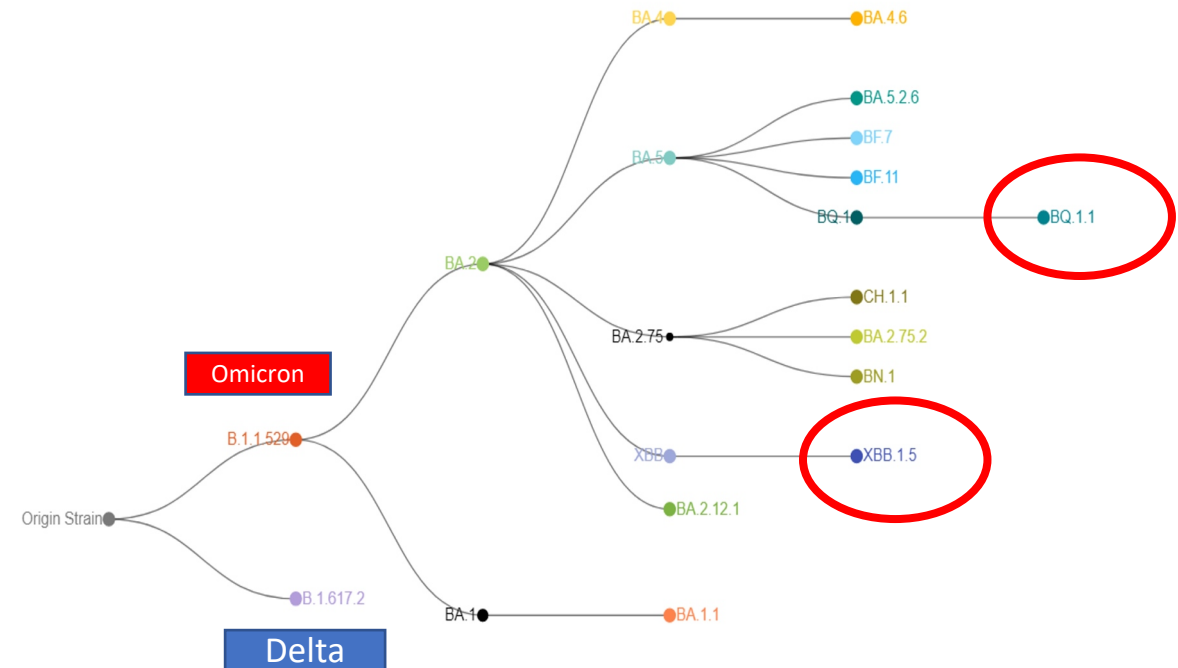 BA.4
BA.4.6
BA.5.2.6
BF.7
BA.5
BF.11
BQ.1
BQ.1.1
BA.2
CH.1.1
BA.2.75
BA.2.75.2
Omicron
BN.1
B.1.1.529
XBB
XBB.1.5
BA.2.12.1
Origin Strain
B.1.617.2
BA.1
BA.1.1
Delta